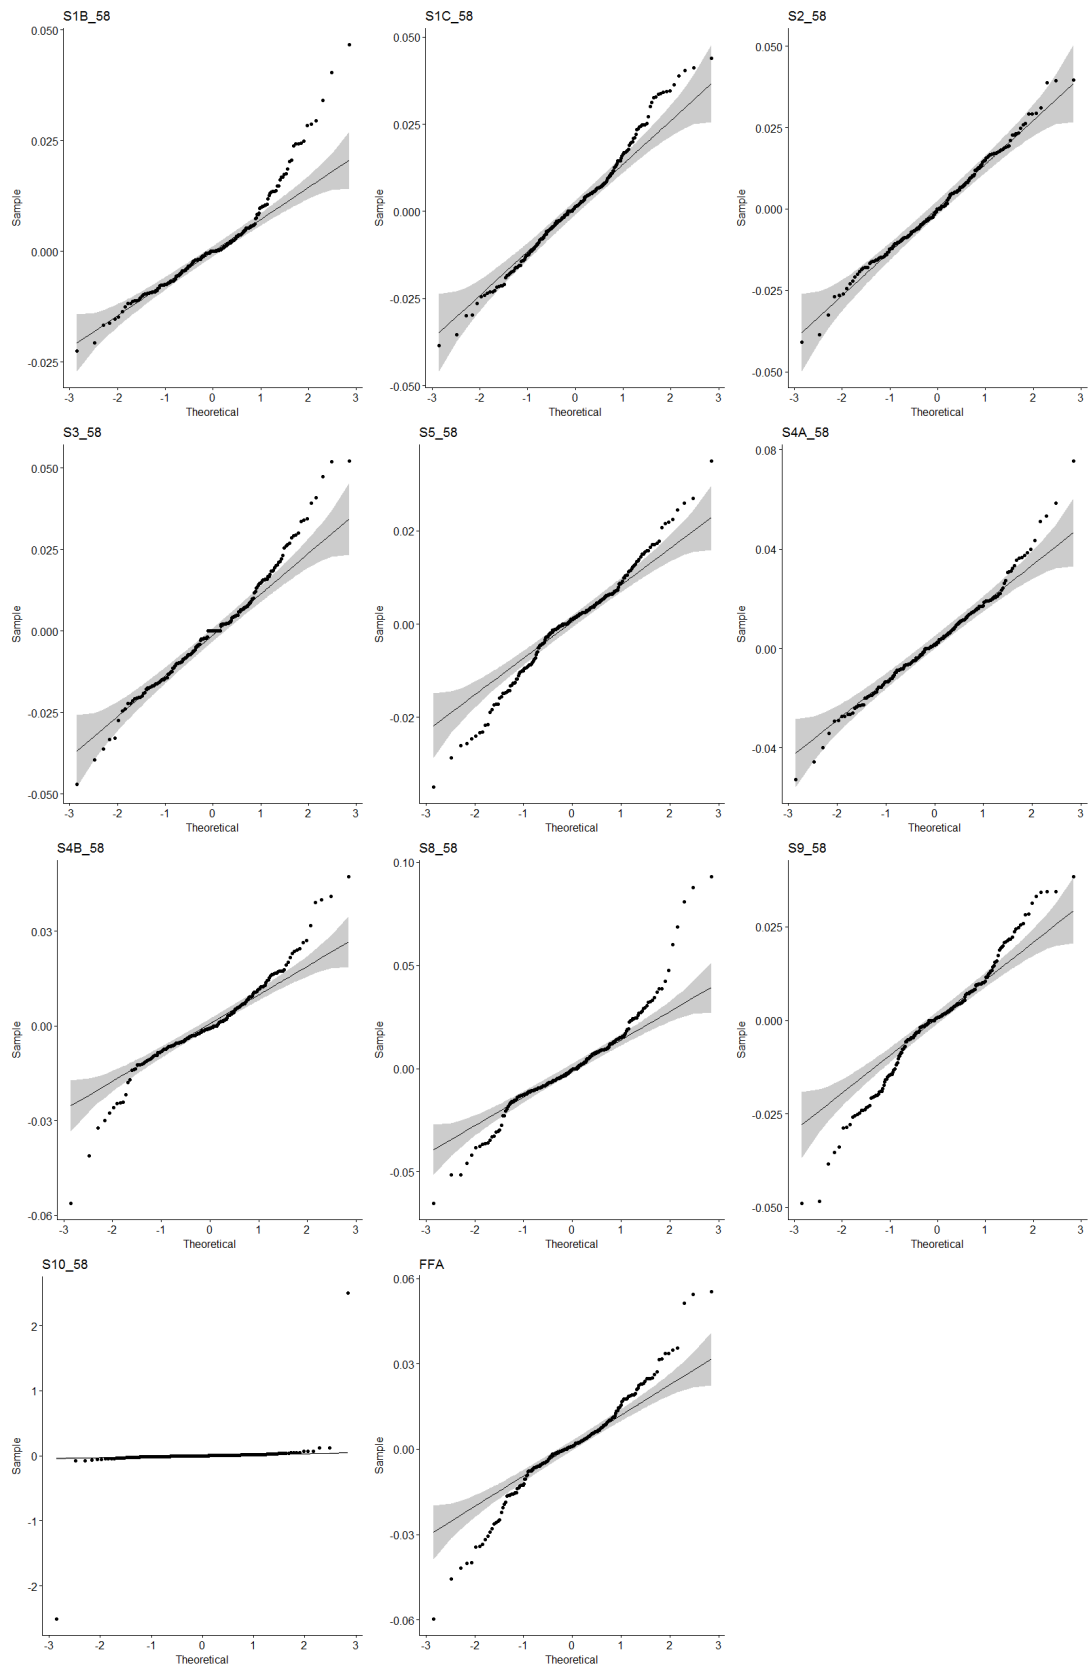 S1B_58
0.050
0.025
0.000
-0.025
Sample
-3 -2 -1 0 1 2 3
Theoretical
S1C_58
0.050
0.025
0.000
-0.025
-0.050
Sample
-3 -2 -1 0 1 2 3
Theoretical
S2_58
0.050
0.025
0.000
-0.025
-0.050
Sample
-3 -2 -1 0 1 2 3
Theoretical
S3_58
0.050
0.025
0.000
-0.025
-0.050
Sample
-3 -2 -1 0 1 2 3
Theoretical
S5_58
0.02
0.00
-0.02
Sample
-3 -2 -1 0 1 2 3
Theoretical
S4A_58
0.08
0.04
0.00
-0.04
Sample
-3 -2 -1 0 1 2 3
Theoretical
S4B_58
0.03
0.00
-0.03
-0.06
Sample
-3 -2 -1 0 1 2 3
Theoretical
S8_58
0.10
0.05
0.00
-0.05
Sample
-3 -2 -1 0 1 2 3
Theoretical
S9_58
0.025
0.000
-0.025
-0.050
Sample
-3 -2 -1 0 1 2 3
Theoretical
S10_58
2
1
0
-1
-2
Sample
-3 -2 -1 0 1 2 3
Theoretical
FFA
0.06
0.03
0.00
-0.03
-0.06
Sample
-3 -2 -1 0 1 2 3
Theoretical